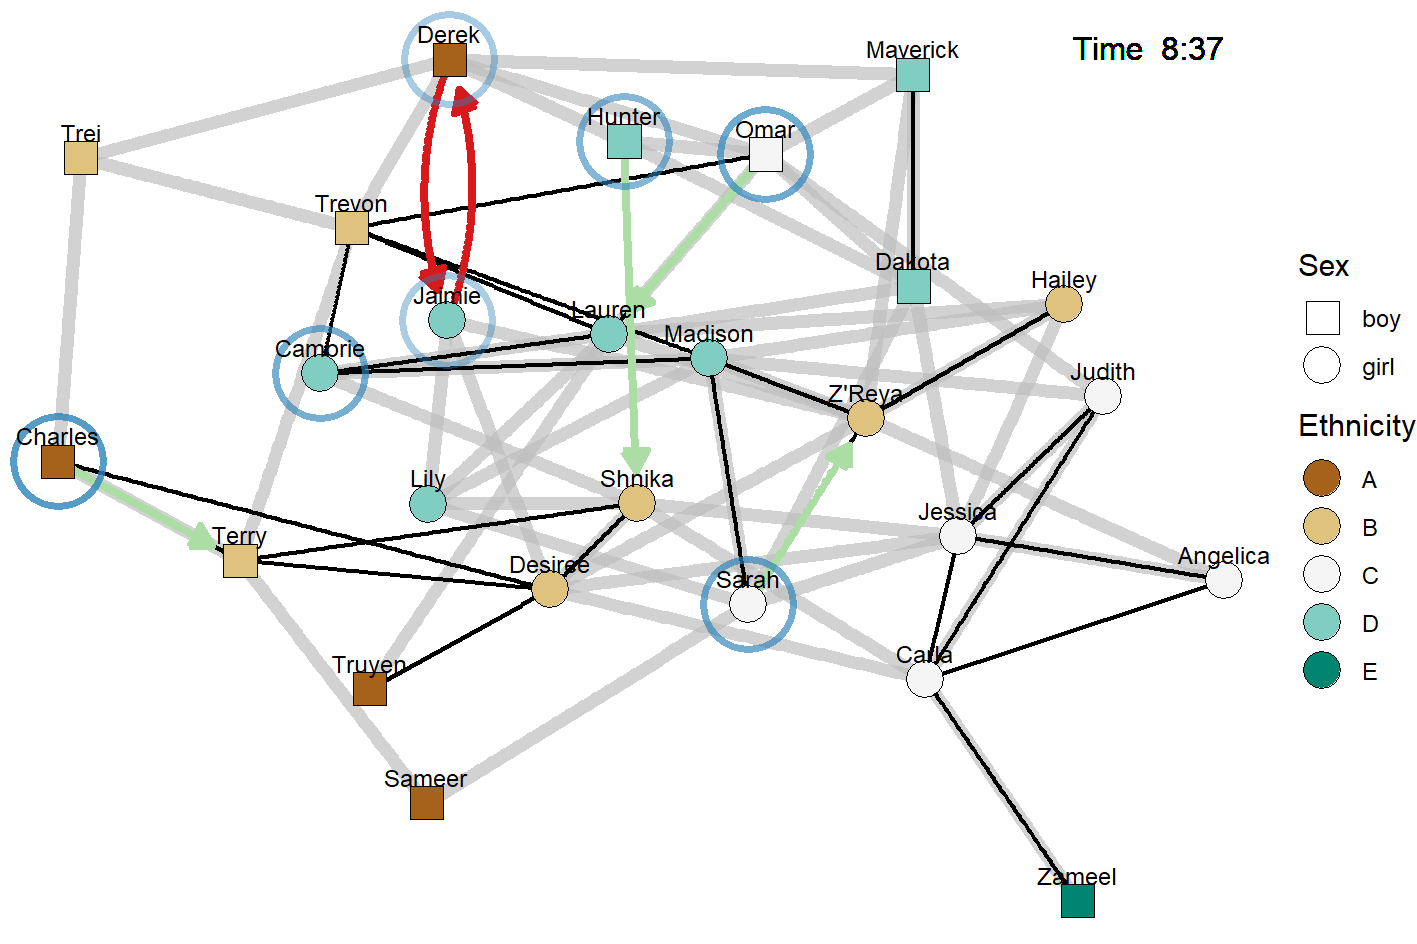 Derek
Maverick
Time 8:37
Hunter
Omar
Trei
Trevon
Dakota
Hailey
Sex
Jaimie
Lauren
boy
Madison
Cambrie
girl
Judith
Z'Reya
Ethnicity
Charles
Lily
Shnika
A
Jessica
B
Terry
Angelica
Desiree
Sarah
C
D
Carla
Truyen
E
Sameer
Zameel